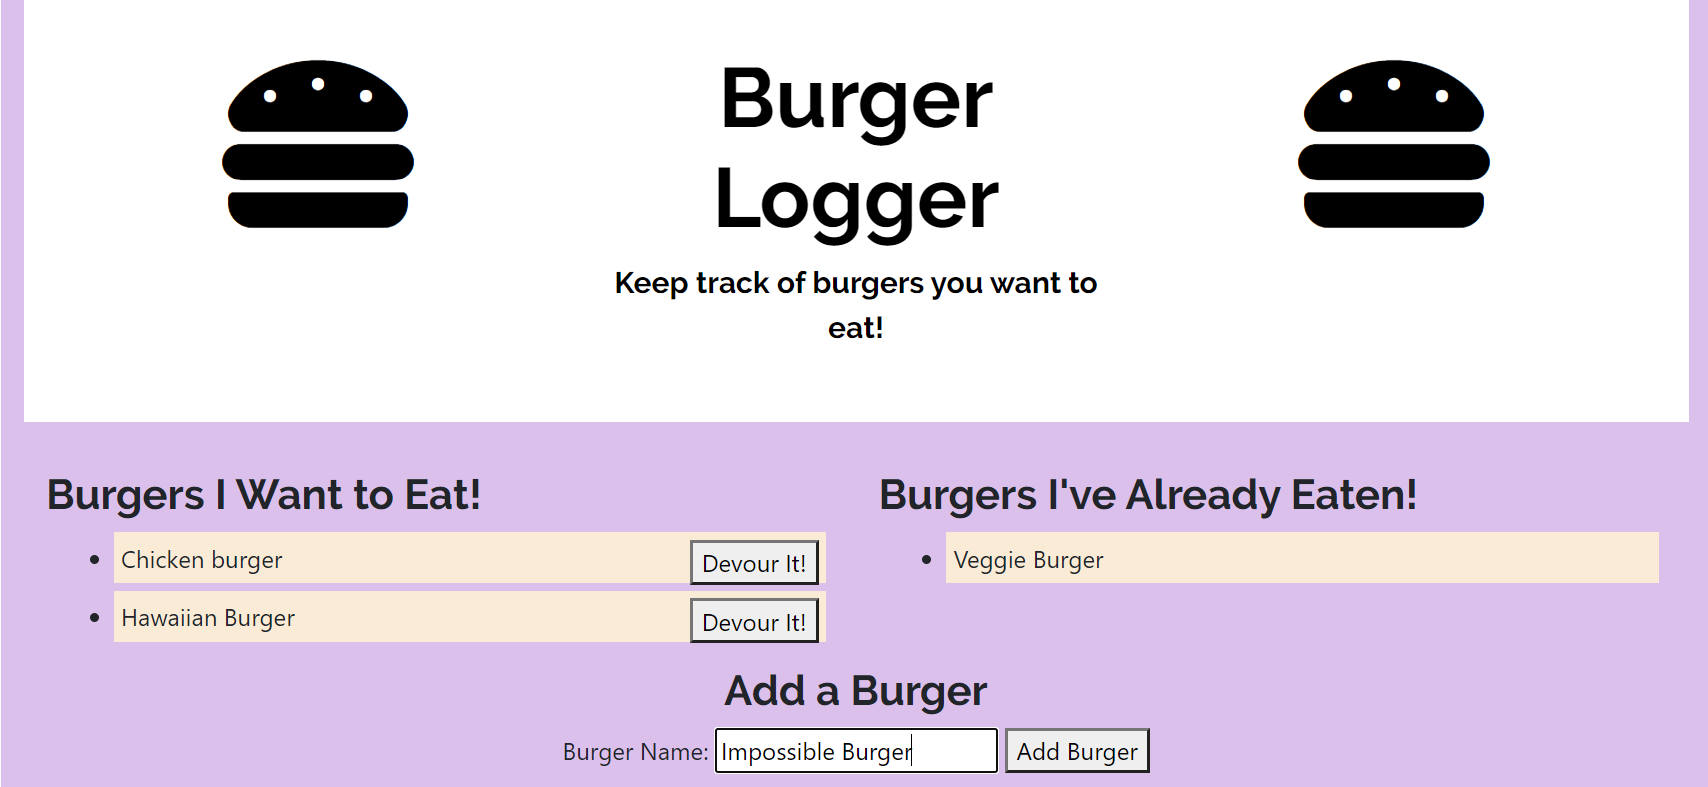 Burger
Logger
Keep track of burgers you want to
eat!
Burgers I Want to Eat!
Chicken burger
Devour It!
Hawaiian Burger
Devour It!
Burgers I've Already Eaten!
Veggie Burger
Add a Burger
Burger Name: Impossible Burger Add Burger